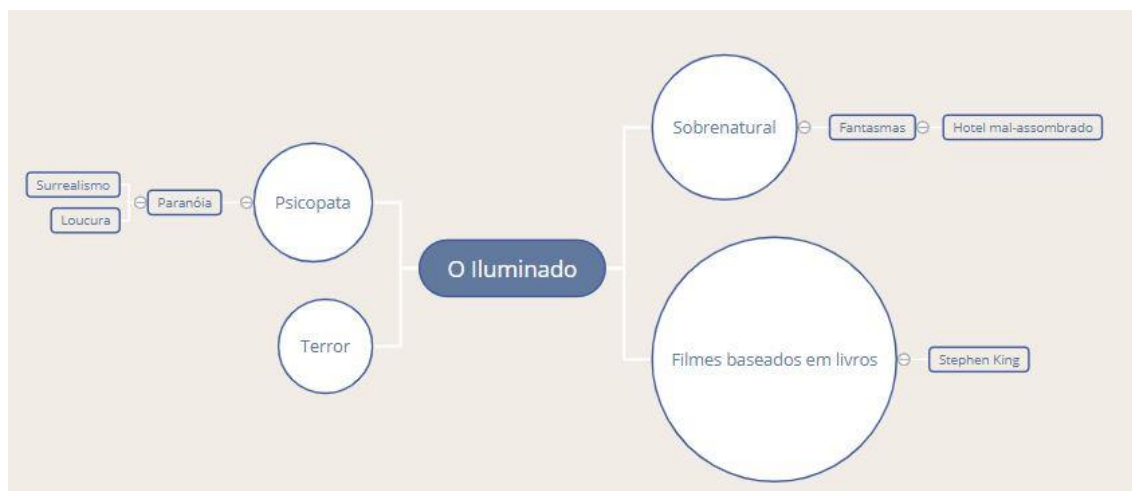 O Iluminado
Sobrenatural
Fantasmas
Hotel mal-assombrado
Filmes baseados em livros
Stephen King
Psicopata
Paranóia
Surrealismo
Loucura
Terror